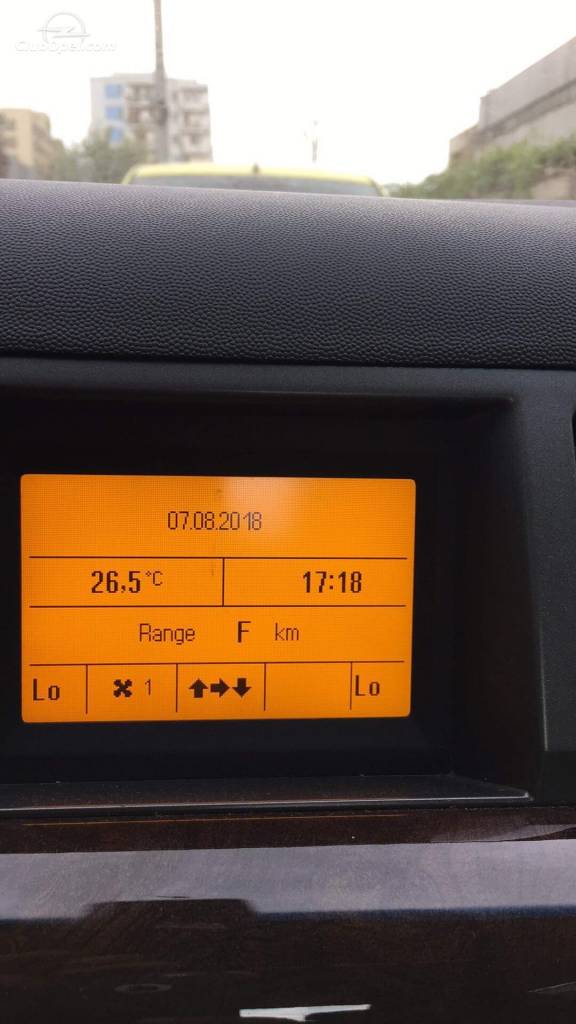 ClubOpel.com
07.08.2018
26,5 °C 17:18
Range F km
Lo 1 Lo